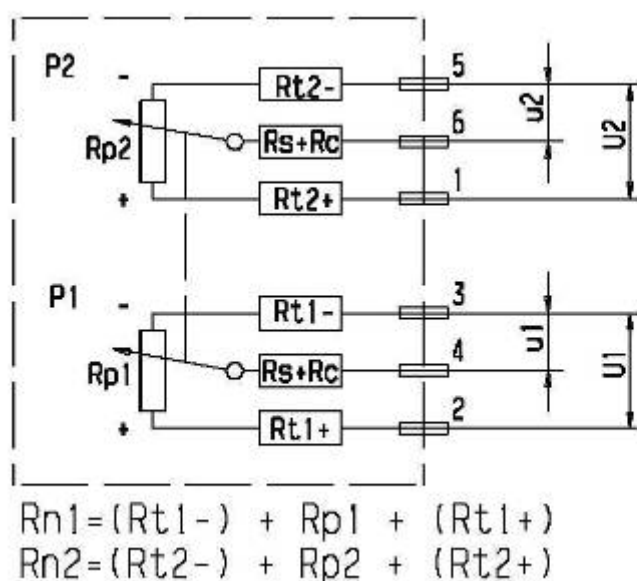 P2 - Rt2- 5
Rp2 Rs+Rc 6 u2 U2
+ Rt2+ 1
P1 - Rt1- 3
Rp1 Rs+Rc 4 u1 U1
+ Rt1+ 2
Rn1=(Rt1-) + Rp1 + (Rt1+)
Rn2=(Rt2-) + Rp2 + (Rt2+)